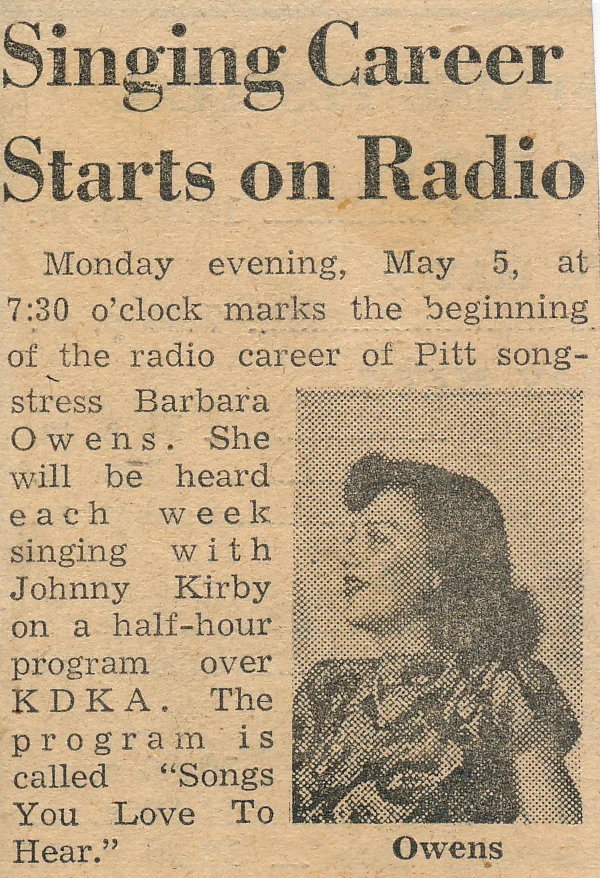 Singing Career
Starts on Radio
Monday evening, May 5, at
7:30 o'clock marks the beginning
of the radio career of Pitt song-
stress Barbara
Owens. She
will be heard
each week
singing with
Johnny Kirby
on a half-hour
program over
KDKA. The
program is
called “Songs
You Love To
Hear.”
Owens